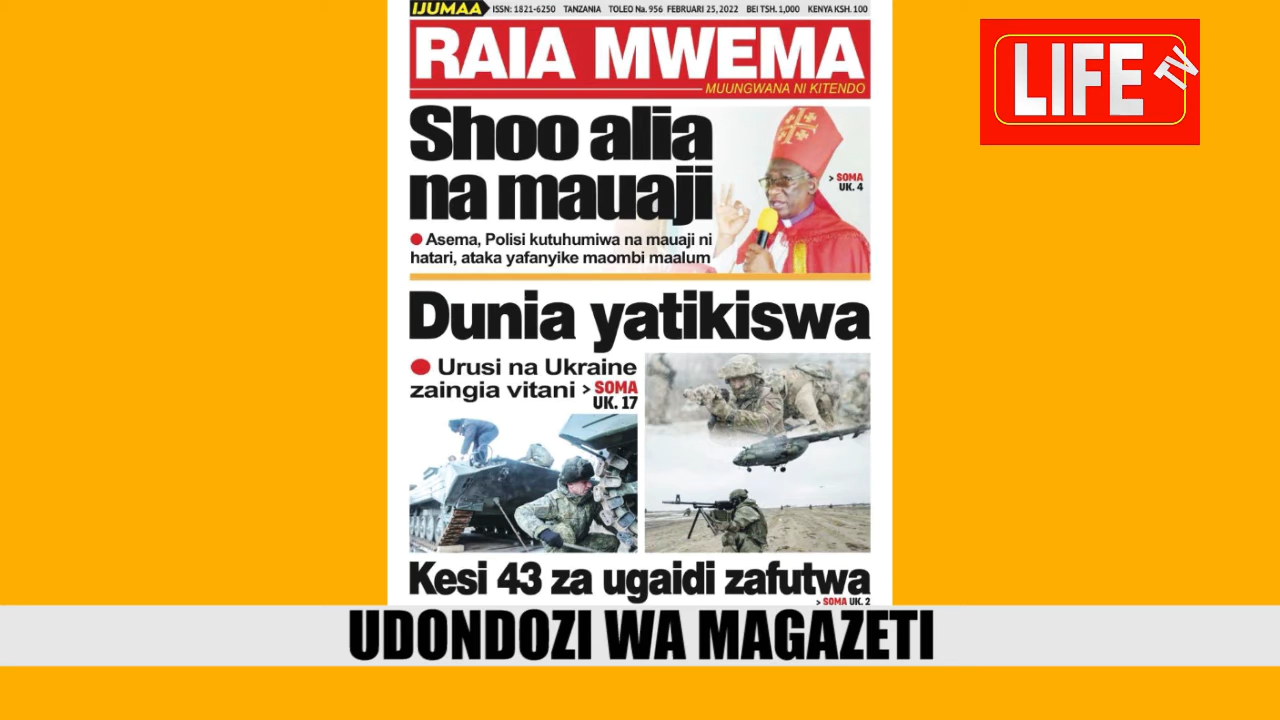 IJUMAA ISSN: 1821-6250 TANZANIA TOLEO Na. 956 FEBRUARI 25, 2022 BEI TSH. 1,000 KENYA KSH. 100
RAIA MWEMA
MUUNGWANA NI KITENDO
LIFE TV
Shoo alia
na mauaji
> SOMA
UK. 4
Asema, Polisi kutuhumiwa na mauaji ni
hatari, ataka yafanyike maombi maalum
Dunia yatikiswa
Urusi na Ukraine
zaingia vitani > SOMA
UK. 17
Kesi 43 za ugaidi zafutwa
> SOMA UK. 2
UDONDOZI WA MAGAZETI